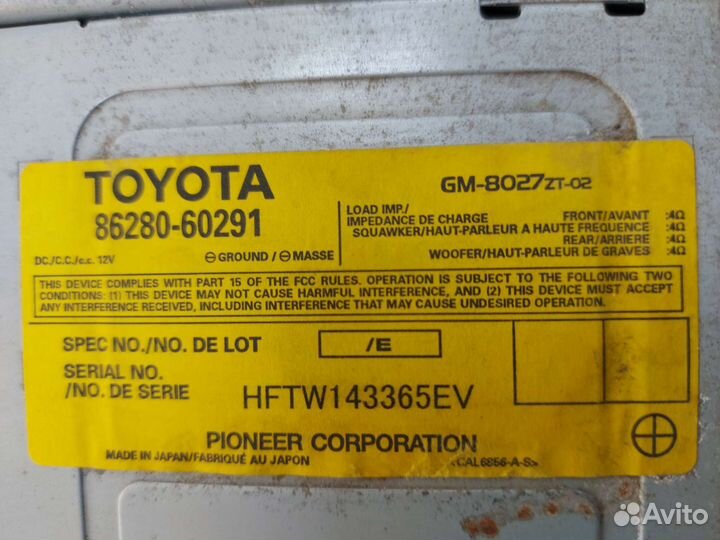 TOYOTA
86280-60291
DC./C.C./c.c. 12V
⊖ GROUND / ⊖ MASSE
GM-8027ZT-02
LOAD IMP./
IMPEDANCE DE CHARGE FRONT/AVANT :4Ω
SQUAWKER/HAUT-PARLEUR A HAUTE FREQUENCE :4Ω
REAR/ARRIERE :4Ω
WOOFER/HAUT-PARLEUR DE GRAVES :4Ω
THIS DEVICE COMPLIES WITH PART 15 OF THE FCC RULES. OPERATION IS SUBJECT TO THE FOLLOWING TWO
CONDITIONS: (1) THIS DEVICE MAY NOT CAUSE HARMFUL INTERFERENCE, AND (2) THIS DEVICE MUST ACCEPT
ANY INTERFERENCE RECEIVED, INCLUDING INTERFERENCE THAT MAY CAUSE UNDESIRED OPERATION.
SPEC NO./NO. DE LOT /E
SERIAL NO.
/NO. DE SERIE HFTW143365EV
PIONEER CORPORATION
MADE IN JAPAN/FABRIQUÉ AU JAPON
Avito